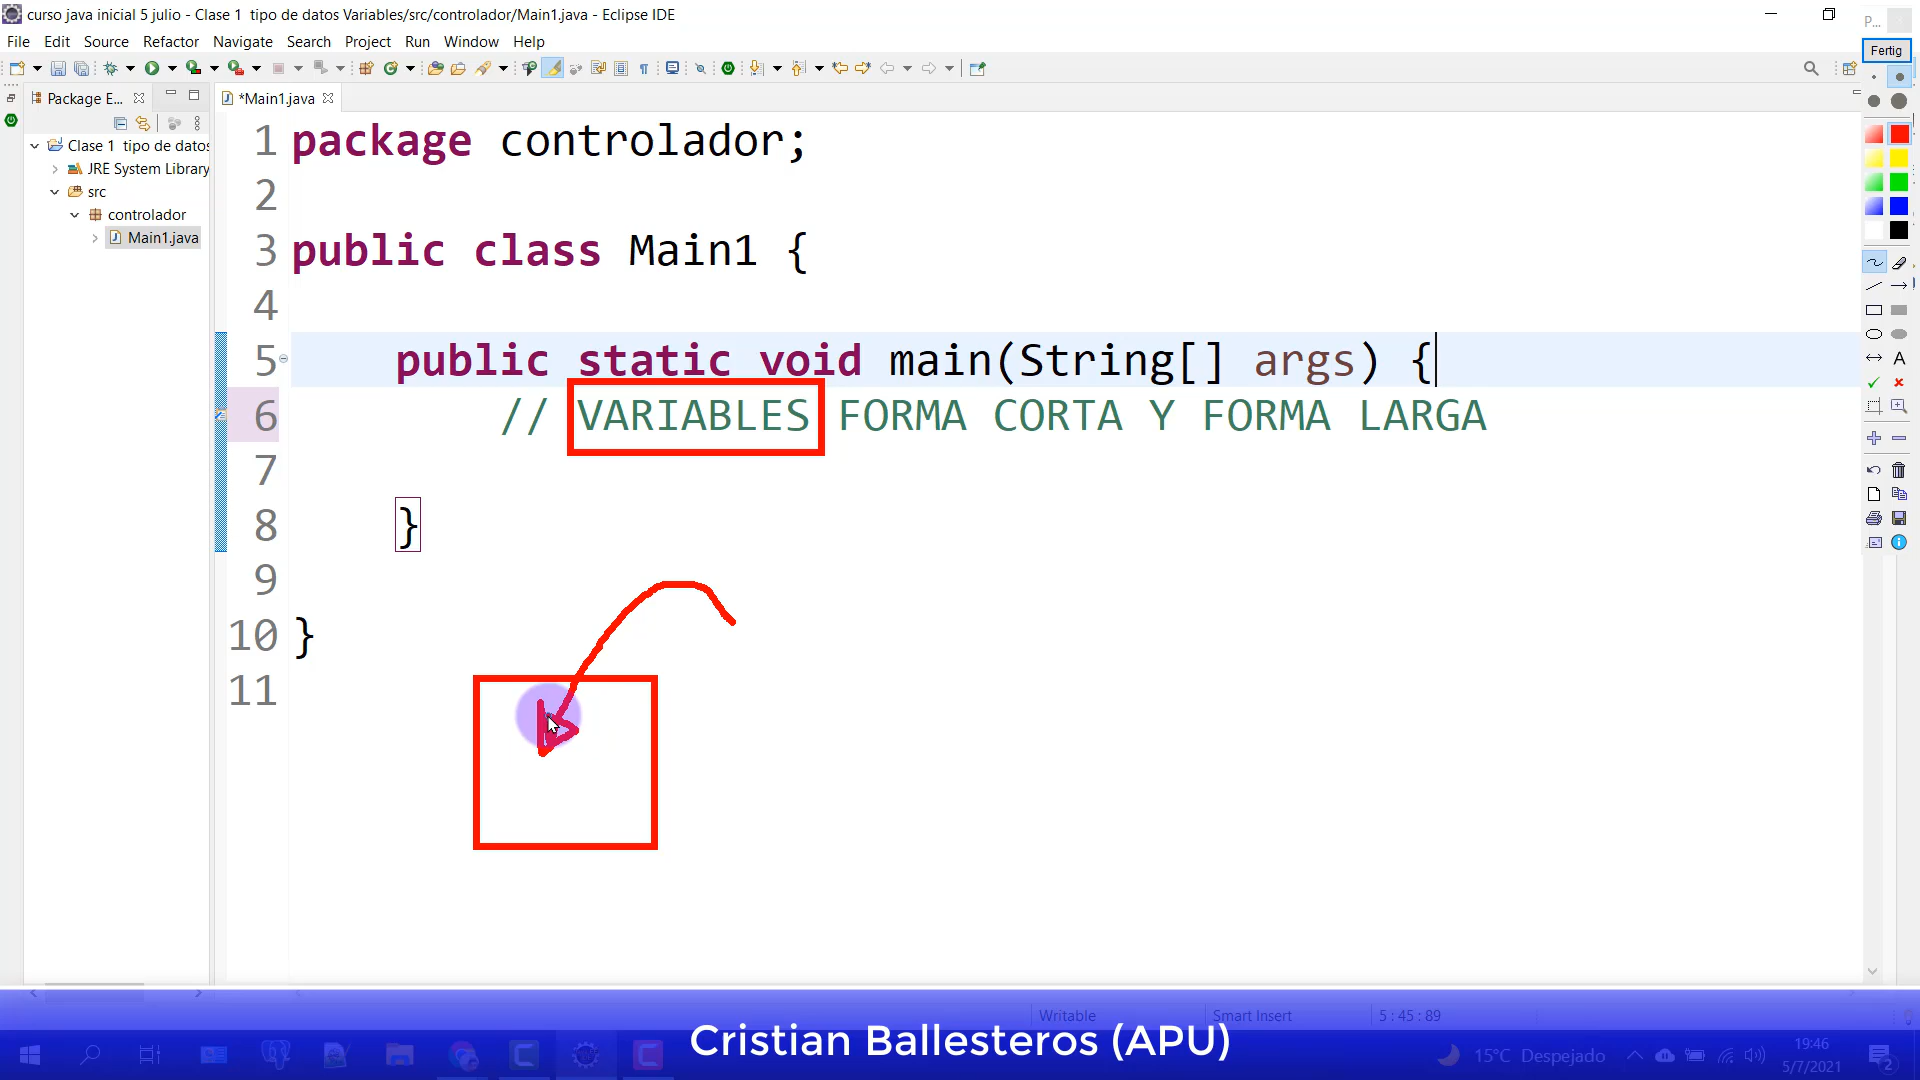 curso java inicial 5 julio - Clase 1  tipo de datos Variables/src/controlador/Main1.java - Eclipse IDE
P...
File Edit Source Refactor Navigate Search Project Run Window Help
Fertig
Package E...
*Main1.java
Clase 1  tipo de datos
JRE System Library
src
controlador
Main1.java
1 package controlador;
2
3 public class Main1 {
4
5 public static void main(String[] args) {
6 // VARIABLES FORMA CORTA Y FORMA LARGA
7
8 }
9
10 }
11
Writable Smart Insert 5 : 45 : 89
Cristian Ballesteros (APU)
15°C Despejado
19:46
5/7/2021
2